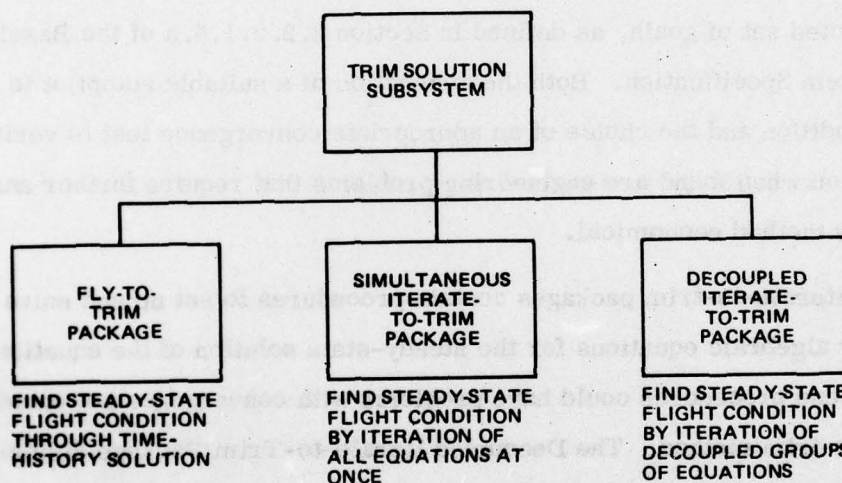 TRIM SOLUTION
SUBSYSTEM
FLY-TO-
TRIM
PACKAGE
SIMULTANEOUS
ITERATE-
TO-TRIM
PACKAGE
DECOUPLED
ITERATE-
TO-TRIM
PACKAGE
FIND STEADY-STATE
FLIGHT CONDITION
THROUGH TIME-
HISTORY SOLUTION
FIND STEADY-STATE
FLIGHT CONDITION
BY ITERATION OF
ALL EQUATIONS AT
ONCE
FIND STEADY-STATE
FLIGHT CONDITION
BY ITERATION OF
DECOUPLED GROUPS
OF EQUATIONS